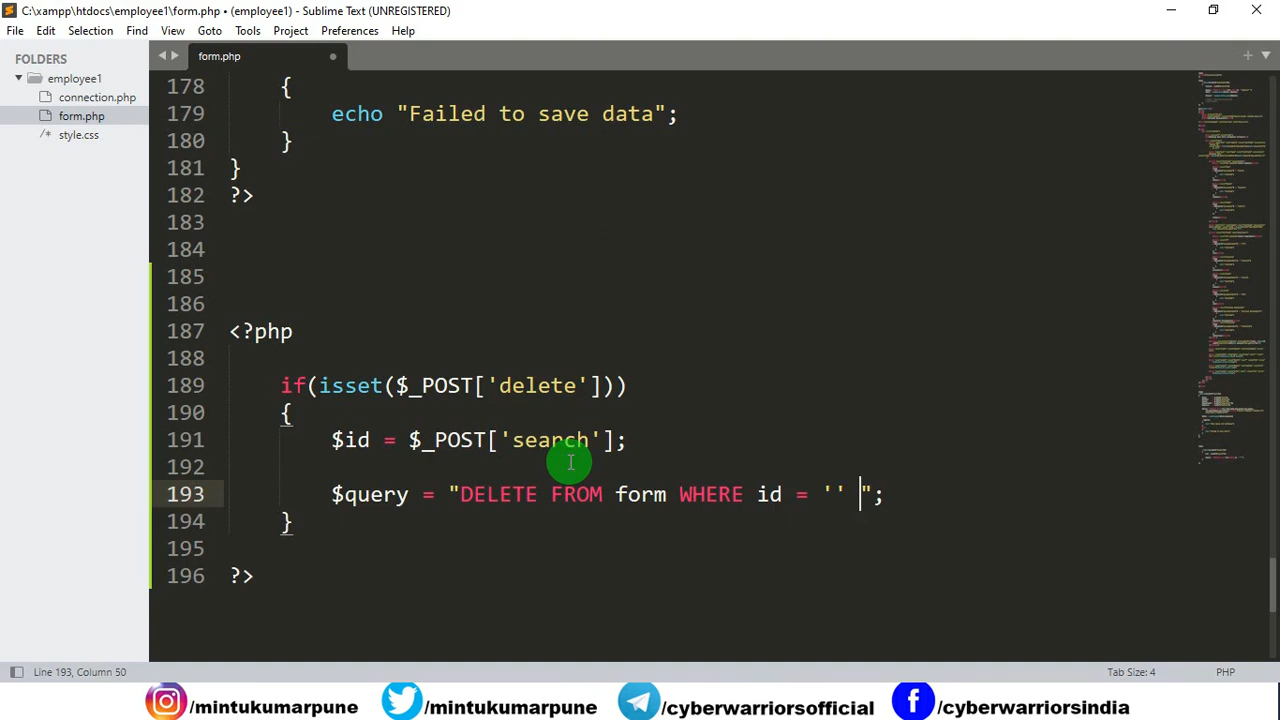 C:\xampp\htdocs\employee1\form.php • (employee1) - Sublime Text (UNREGISTERED)
File Edit Selection Find View Goto Tools Project Preferences Help
FOLDERS
employee1
connection.php
form.php
/* style.css
form.php
178 {
179 echo "Failed to save data";
180 }
181 }
182 ?>
183
184
185
186
187 <?php
188
189 if(isset($_POST['delete']))
190 {
191 $id = $_POST['search'];
192
193 $query = "DELETE FROM form WHERE id = '' ";
194 }
195
196 ?>
Line 193, Column 50 Tab Size: 4 PHP
/mintukumarpune /mintukumarpune /cyberwarriorsofficial /cyberwarriorsindia